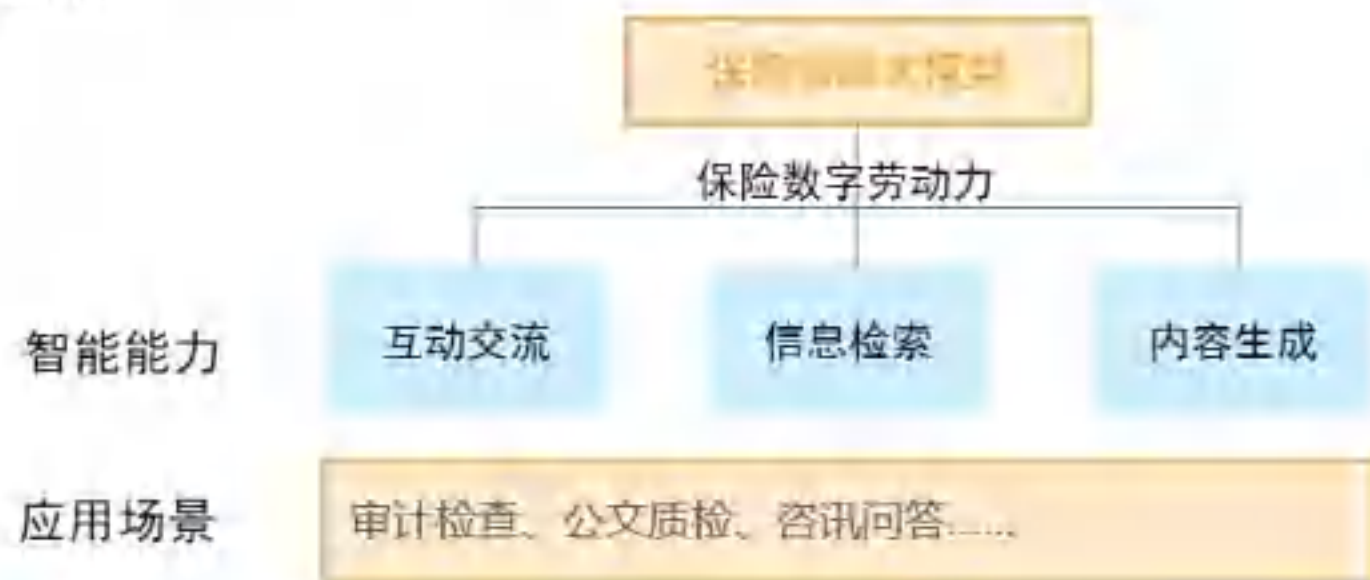 保险数字劳动力
智能能力
互动交流
信息检索
内容生成
应用场景
审计检查、公文质检、咨讯问答......